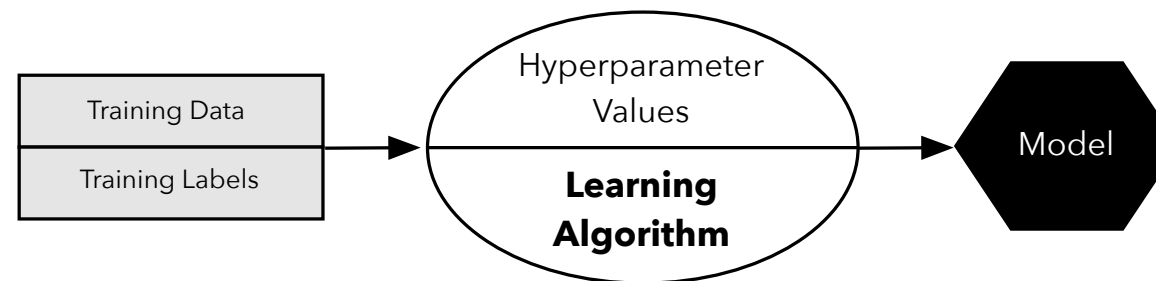 Training Data
Training Labels
Hyperparameter
Values
Learning
Algorithm
Model